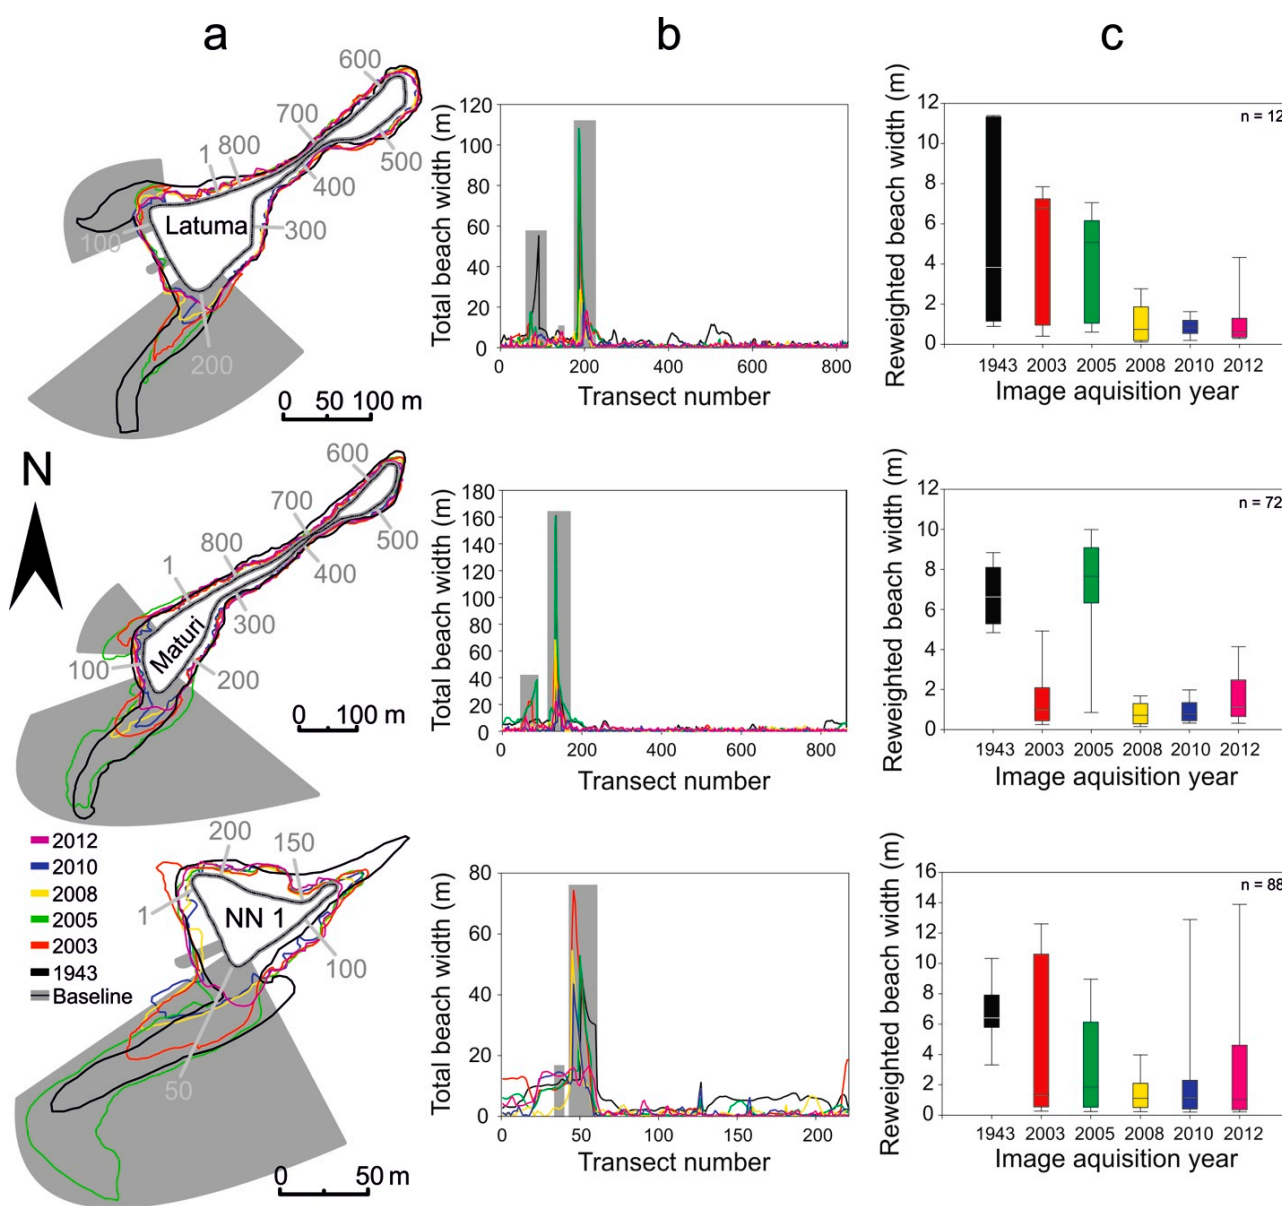 a
b
c
600
700
1
800
500
400
Latuma
300
100
200
0 50 100 m
Total beach width (m)
120
100
80
60
40
20
0
0 200 400 600 800
Transect number
Reweighted beach width (m)
12
10
8
6
4
2
0
n = 12
1943 2003 2005 2008 2010 2012
Image aquisition year
N
600
700
800
500
1
400
300
Maturi
100
200
0 100 m
Total beach width (m)
180
160
140
120
100
80
60
40
20
0
0 200 400 600 800
Transect number
Reweighted beach width (m)
12
10
8
6
4
2
0
n = 72
1943 2003 2005 2008 2010 2012
Image aquisition year
2012
2010
2008
2005
2003
1943
Baseline
200
150
1
NN 1
100
50
0 50 m
Total beach width (m)
80
60
40
20
0
0 50 100 150 200
Transect number
Reweighted beach width (m)
16
14
12
10
8
6
4
2
0
n = 88
1943 2003 2005 2008 2010 2012
Image aquisition year